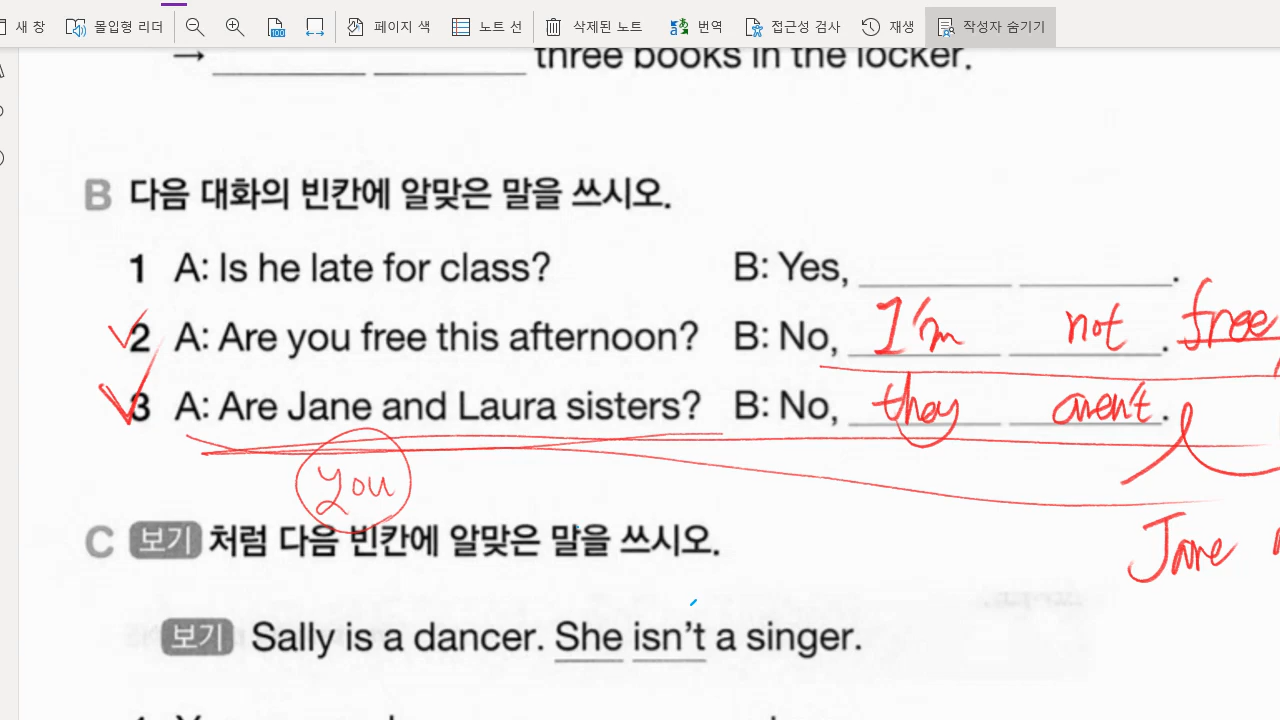 새 창 몰입형 리더 100 페이지 색 노트 선 삭제된 노트 번역 접근성 검사 재생 작성자 숨기기
→ three books in the locker.
B 다음 대화의 빈칸에 알맞은 말을 쓰시오.
1 A: Is he late for class? B: Yes, .
2 A: Are you free this afternoon? B: No, I'm not . free
3 A: Are Jane and Laura sisters? B: No, they aren't .
you
C 보기 처럼 다음 빈칸에 알맞은 말을 쓰시오.
Jane
보기 Sally is a dancer. She isn't a singer.